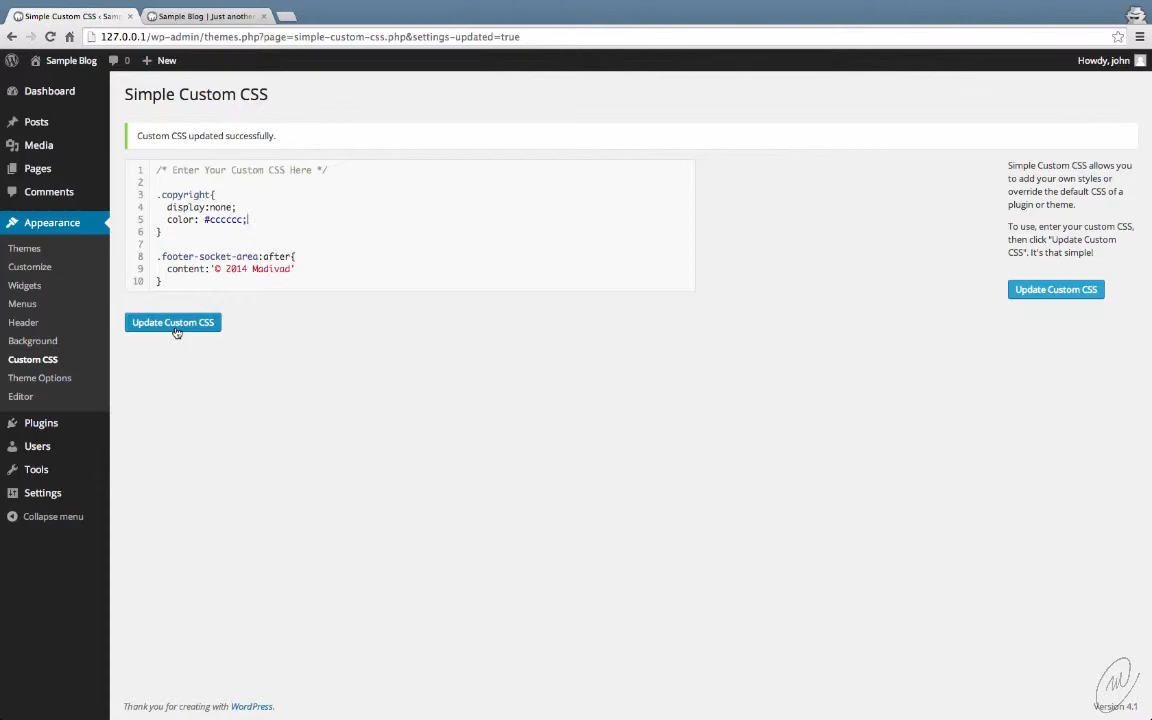 Simple Custom CSS ‹ Sam
Sample Blog | Just anothe
127.0.0.1/wp-admin/themes.php?page=simple-custom-css.php&settings-updated=true
Sample Blog
0
New
Howdy, john
Dashboard
Posts
Media
Pages
Comments
Appearance
Themes
Customize
Widgets
Menus
Header
Background
Custom CSS
Theme Options
Editor
Plugins
Users
Tools
Settings
Collapse menu
Simple Custom CSS
Custom CSS updated successfully.
1 /* Enter Your Custom CSS Here */
2
3 .copyright{
4 display:none;
5 color: #cccccc;
6 }
7
8 .footer-socket-area:after{
9 content:'© 2014 Madivad'
10 }
Update Custom CSS
Simple Custom CSS allows you
to add your own styles or
override the default CSS of a
plugin or theme.
To use, enter your custom CSS,
then click "Update Custom
CSS". It's that simple!
Update Custom CSS
Thank you for creating with WordPress.
Version 4.1